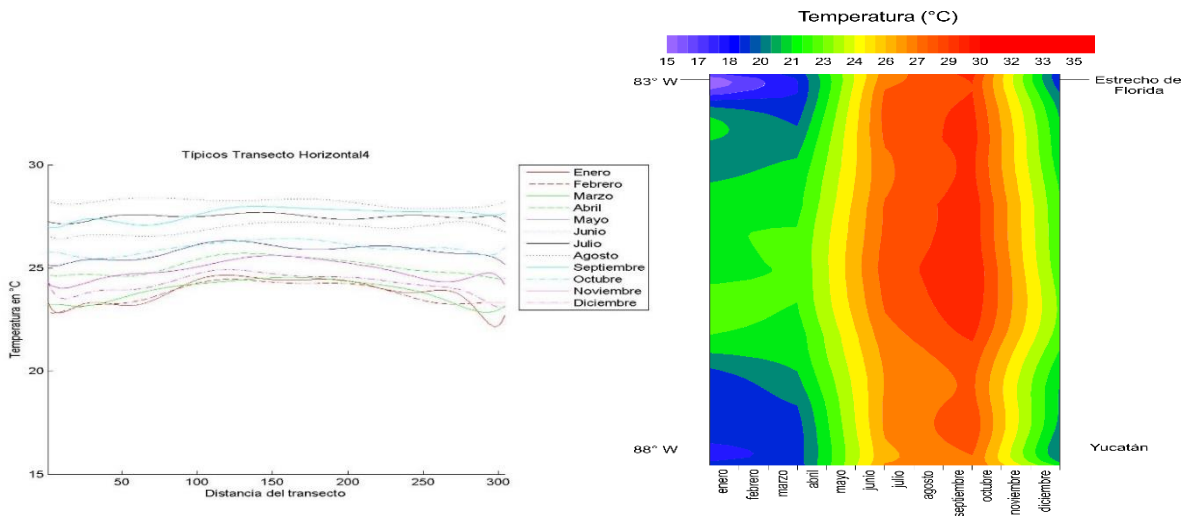 Típicos Transecto Horizontal4
30
25
20
15
Temperatura en °C
50
100
150
200
250
300
Distancia del transecto
Enero
Febrero
Marzo
Abril
Mayo
Junio
Julio
Agosto
Septiembre
Octubre
Noviembre
Diciembre
Temperatura (°C)
15 17 18 20 21 23 24 26 27 29 30 32 33 35
83° W
Estrecho de
Florida
88° W
Yucatán
enero
febrero
marzo
abril
mayo
junio
julio
agosto
septiembre
octubre
noviembre
diciembre